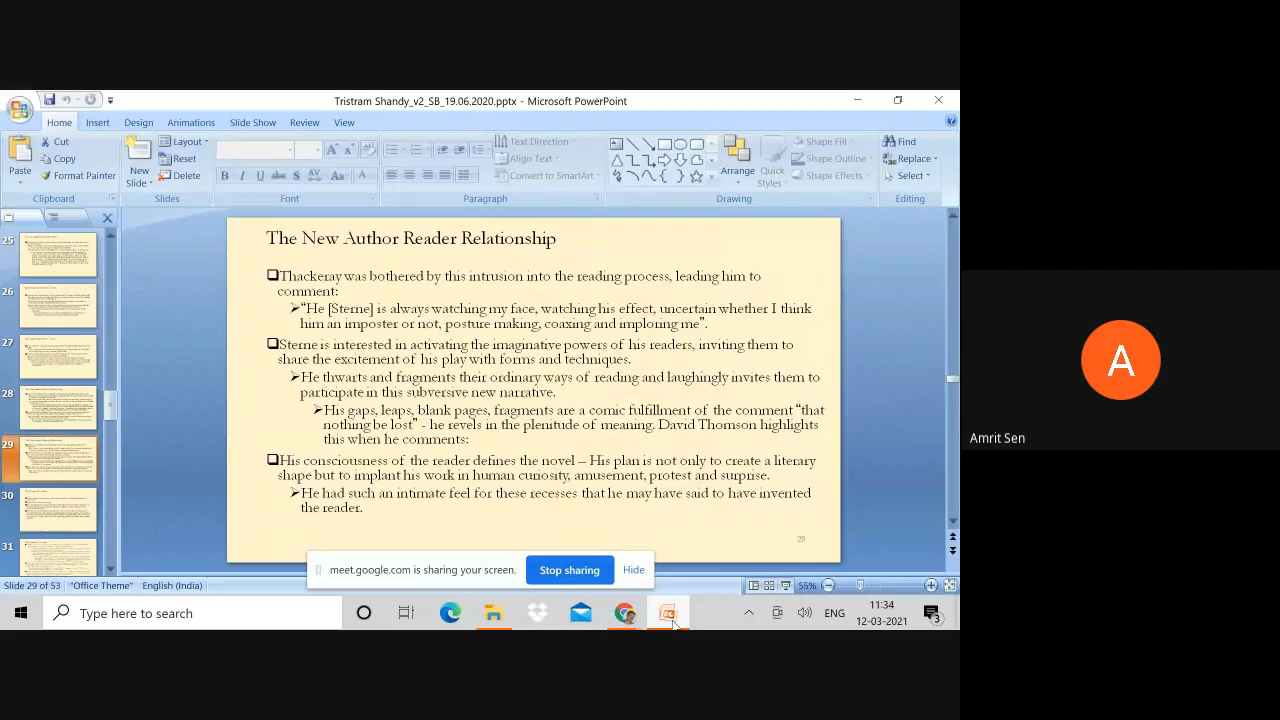 Tristram Shandy_v2_SB_19.06.2020.pptx - Microsoft PowerPoint
Home Insert Design Animations Slide Show Review View
Cut
Copy
Format Painter
Paste
Clipboard
New
Slide
Layout
Reset
Delete
Slides
B I U abc S AV Aa A
Font
Text Direction
Align Text
Convert to SmartArt
Paragraph
Arrange
Quick
Styles
Shape Fill
Shape Outline
Shape Effects
Drawing
Find
Replace
Select
Editing
25
26
27
28
29
30
31
The New Author Reader Relationship
Thackeray was bothered by this intrusion into the reading process, leading him to
comment:
“He [Sterne] is always watching my face, watching his effect, uncertain whether I think
him an imposter or not, posture making, coaxing and imploring me”.
Sterne is interested in activating the imaginative powers of his readers, inviting them to
share the excitement of his play with forms and techniques.
He thwarts and fragments their ordinary ways of reading and laughingly invites them to
participate in this subversive new narrative.
His gaps, leaps, blank pages, fragments are a comic fulfillment of the comment “that
nothing be lost” - he revels in the plenitude of meaning. David Thomson highlights
this when he comments:
His consciousness of the reader haunts the novel – His plan is not only to create a literary
shape but to implant his work in human curiosity, amusement, protest and surprise.
He had such an intimate feel for these recesses that he may have said to have invented
the reader.
29
meet.google.com is sharing your screen. Stop sharing Hide
Slide 29 of 53 "Office Theme" English (India) 55%
Type here to search
ENG
11:34
12-03-2021
3
A
Amrit Sen